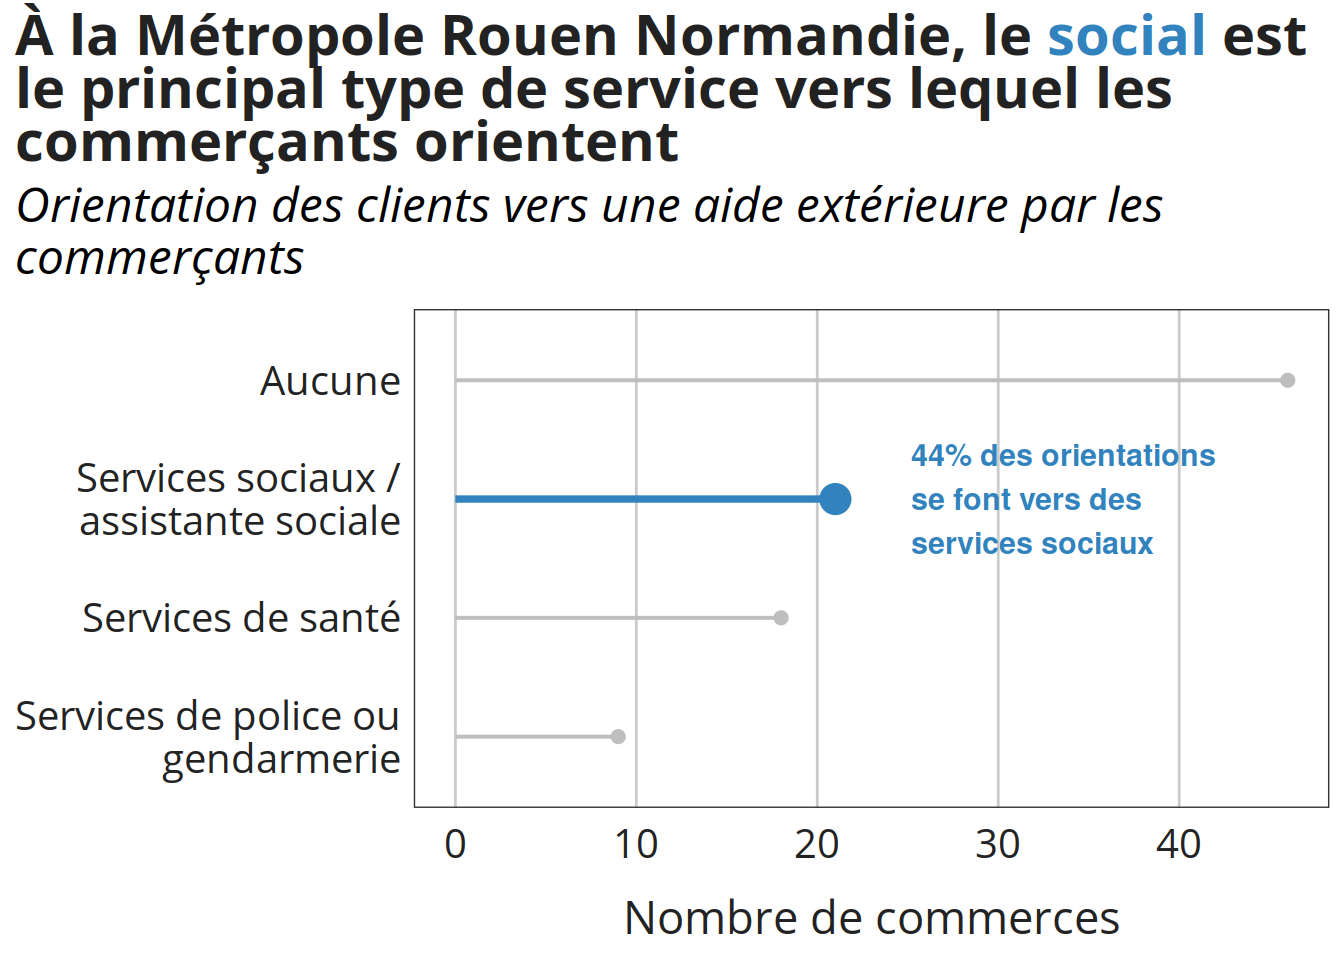 À la Métropole Rouen Normandie, le social est
le principal type de service vers lequel les
commerçants orientent
Orientation des clients vers une aide extérieure par les
commerçants
Aucune
Services sociaux /
assistante sociale
44% des orientations
se font vers des
services sociaux
Services de santé
Services de police ou
gendarmerie
0 10 20 30 40
Nombre de commerces